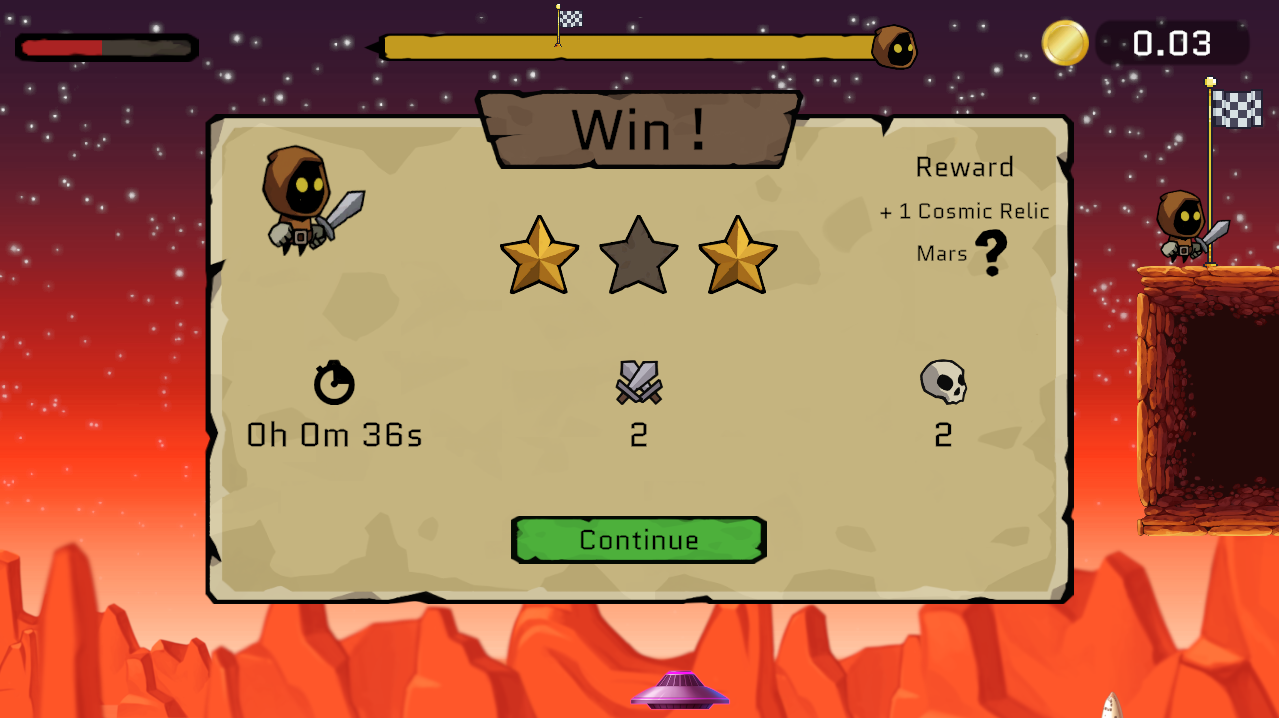 0.03
Win !
Reward
+ 1 Cosmic Relic
Mars ?
0h 0m 36s
2
2
Continue